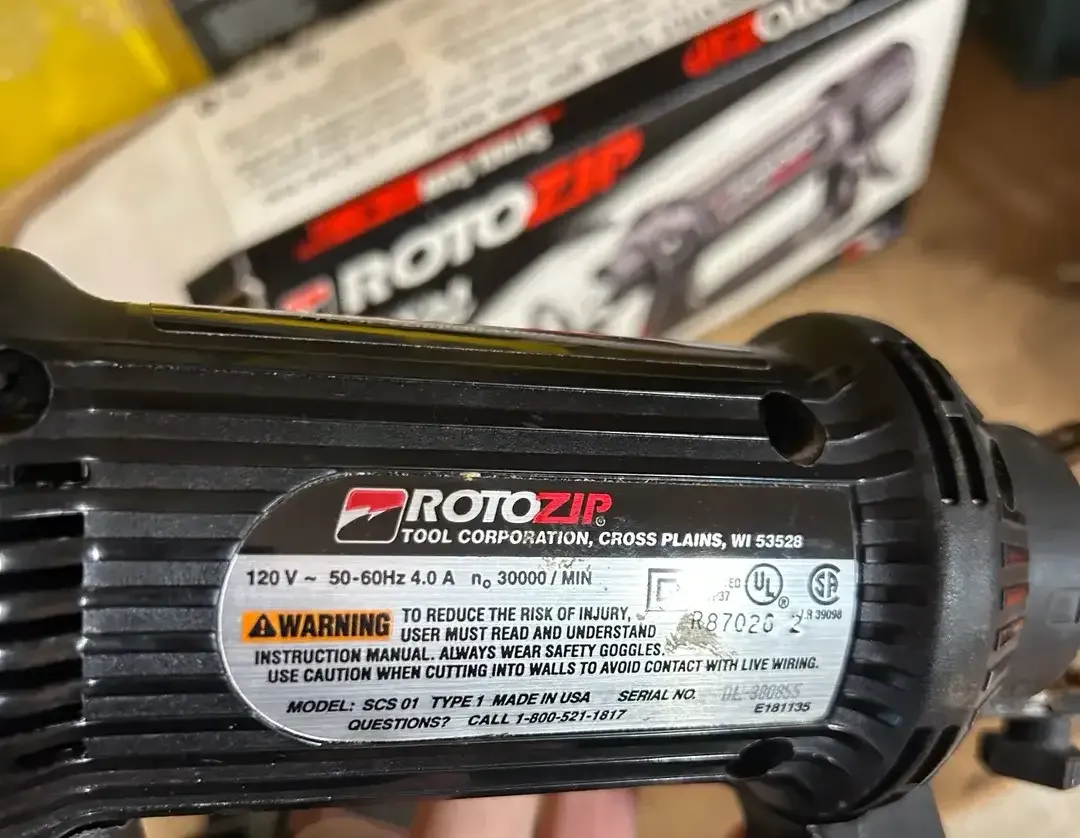 ROTOZIP
ROTOZIP®
TOOL CORPORATION, CROSS PLAINS, WI 53528
120 V ~ 50-60Hz 4.0 A n₀ 30000 / MIN
UL ®
SA
⚠WARNING TO REDUCE THE RISK OF INJURY,
USER MUST READ AND UNDERSTAND
INSTRUCTION MANUAL. ALWAYS WEAR SAFETY GOGGLES.
USE CAUTION WHEN CUTTING INTO WALLS TO AVOID CONTACT WITH LIVE WIRING.
39098
MODEL: SCS 01 TYPE 1 MADE IN USA SERIAL NO.
E181135
QUESTIONS? CALL 1-800-521-1817